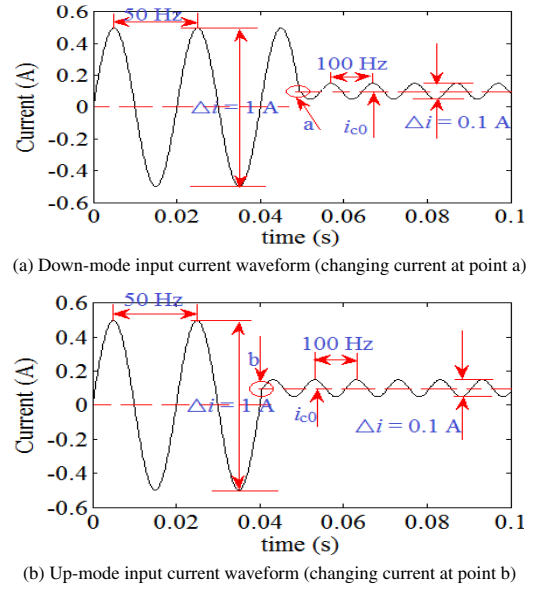 0.6
50 Hz
0.4
100 Hz
0.2
0
△i = 1 A
a
ic0
△i = 0.1 A
-0.2
-0.4
-0.6
Current (A)
0 0.02 0.04 0.06 0.08 0.1
time (s)
(a) Down-mode input current waveform (changing current at point a)
0.6
50 Hz
0.4
100 Hz
b
0.2
0
△i = 1 A
ic0
△i = 0.1 A
-0.2
-0.4
-0.6
Current (A)
0 0.02 0.04 0.06 0.08 0.1
time (s)
(b) Up-mode input current waveform (changing current at point b)